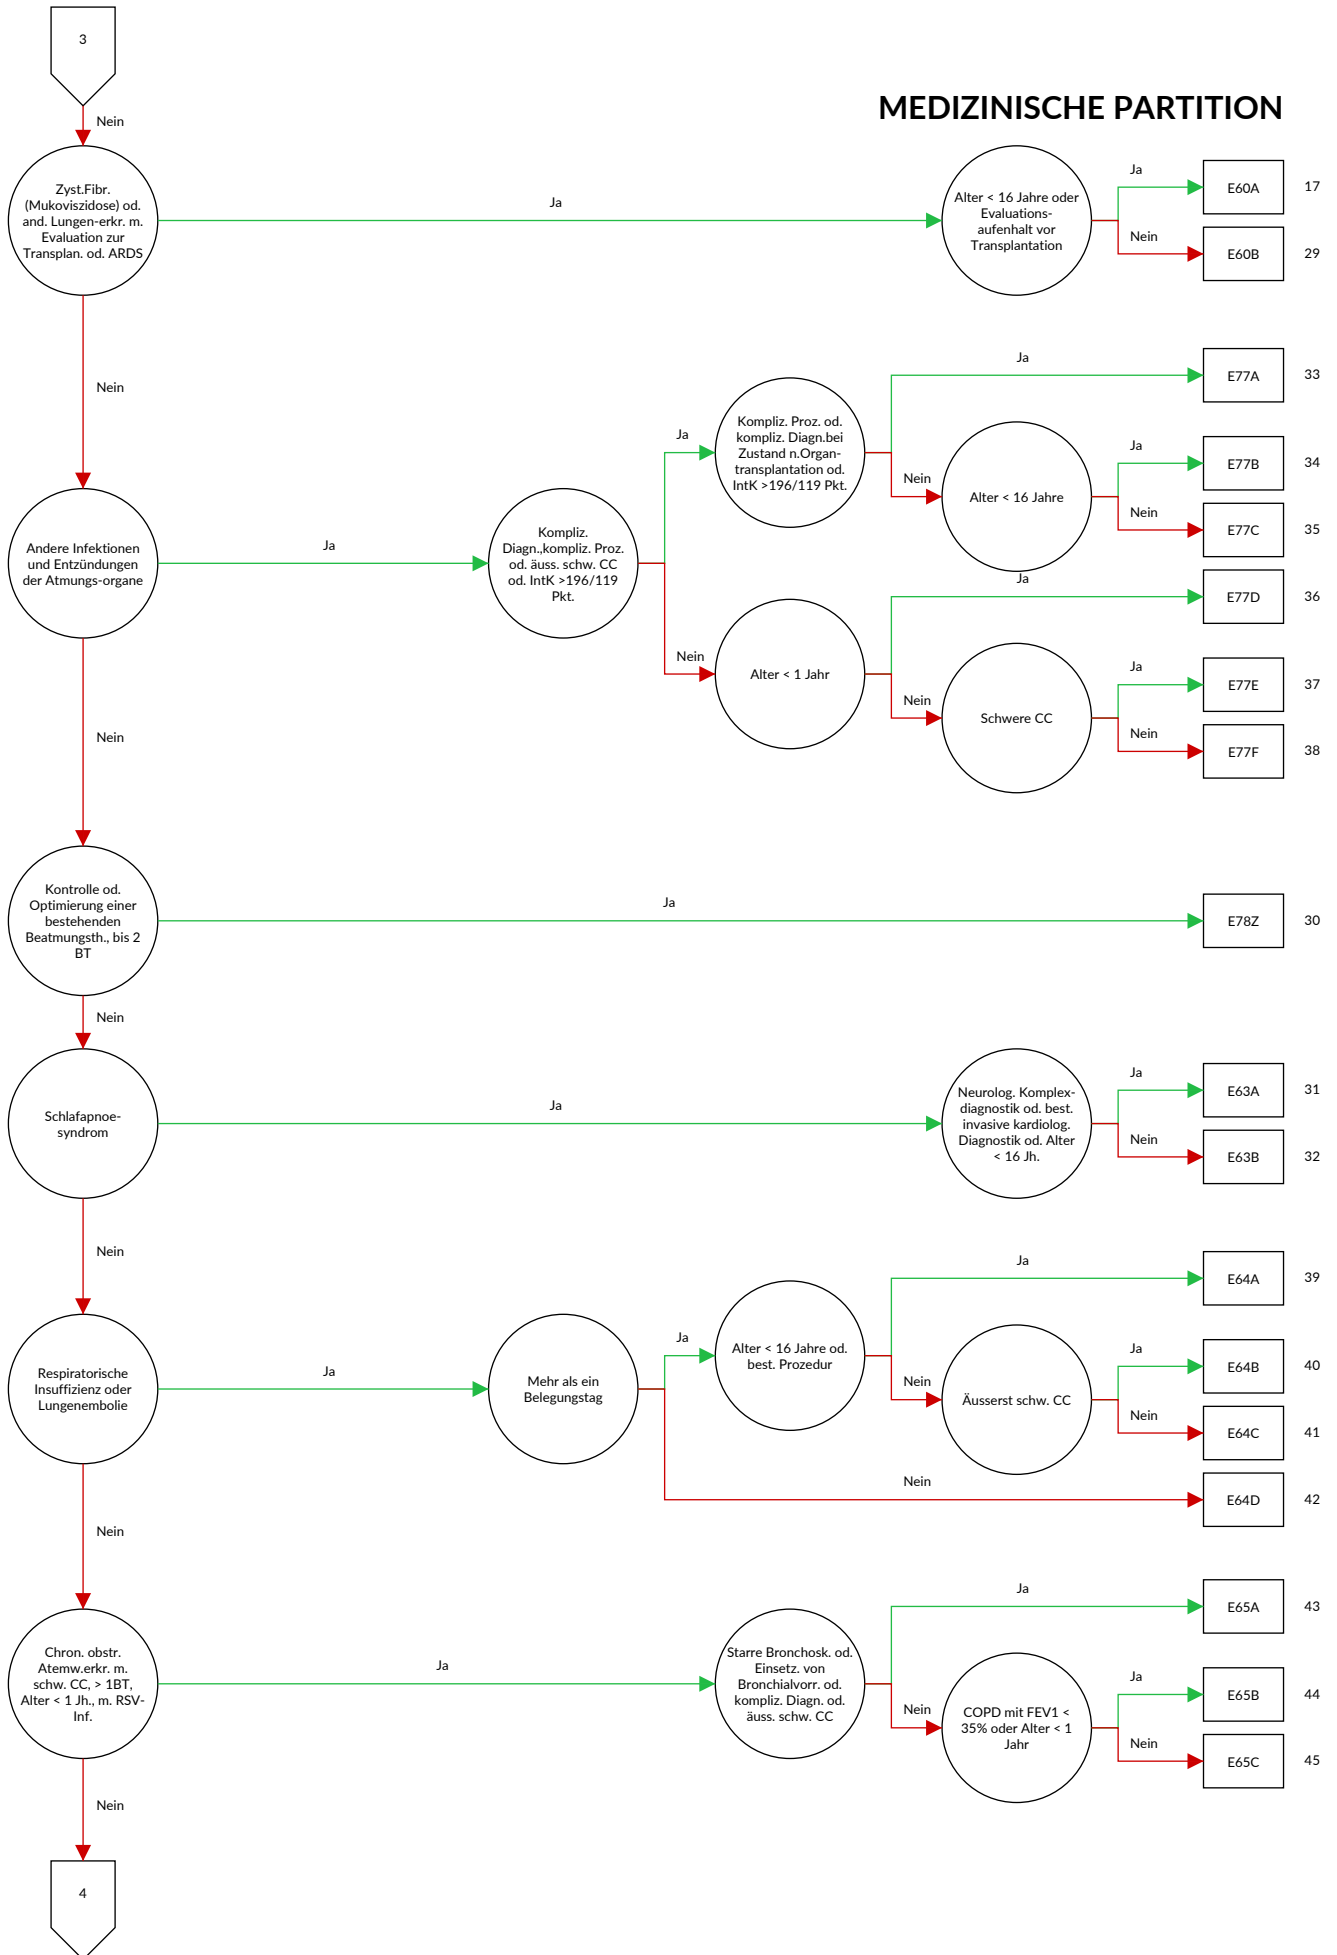 3
MEDIZINISCHE PARTITION
Nein
Zyst.Fibr.
(Mukoviszidose) od.
and. Lungen-erkr. m.
Evaluation zur
Transplan. od. ARDS
Ja
Alter < 16 Jahre oder
Evaluations-
aufenhalt vor
Transplantation
Ja
E60A
17
Nein
E60B
29
Nein
Andere Infektionen
und Entzündungen
der Atmungs-organe
Ja
Kompliz.
Diagn.,kompliz. Proz.
od. äuss. schw. CC
od. IntK >196/119
Pkt.
Ja
Kompliz. Proz. od.
kompliz. Diagn.bei
Zustand n.Organ-
transplantation od.
IntK >196/119 Pkt.
Ja
E77A
33
Nein
Alter < 16 Jahre
Ja
E77B
34
Nein
E77C
35
Nein
Alter < 1 Jahr
Ja
E77D
36
Nein
Schwere CC
Ja
E77E
37
Nein
E77F
38
Nein
Kontrolle od.
Optimierung einer
bestehenden
Beatmungsth., bis 2
BT
Ja
E78Z
30
Nein
Schlafapnoe-
syndrom
Ja
Neurolog. Komplex-
diagnostik od. best.
invasive kardiolog.
Diagnostik od. Alter
< 16 Jh.
Ja
E63A
31
Nein
E63B
32
Nein
Respiratorische
Insuffizienz oder
Lungenembolie
Ja
Mehr als ein
Belegungstag
Ja
Alter < 16 Jahre od.
best. Prozedur
Ja
E64A
39
Nein
Äusserst schw. CC
Ja
E64B
40
Nein
E64C
41
Nein
E64D
42
Nein
Chron. obstr.
Atemw.erkr. m.
schw. CC, > 1BT,
Alter < 1 Jh., m. RSV-
Inf.
Ja
Starre Bronchosk. od.
Einsetz. von
Bronchialvorr. od.
kompliz. Diagn. od.
äuss. schw. CC
Ja
E65A
43
Nein
COPD mit FEV1 <
35% oder Alter < 1
Jahr
Ja
E65B
44
Nein
E65C
45
Nein
4